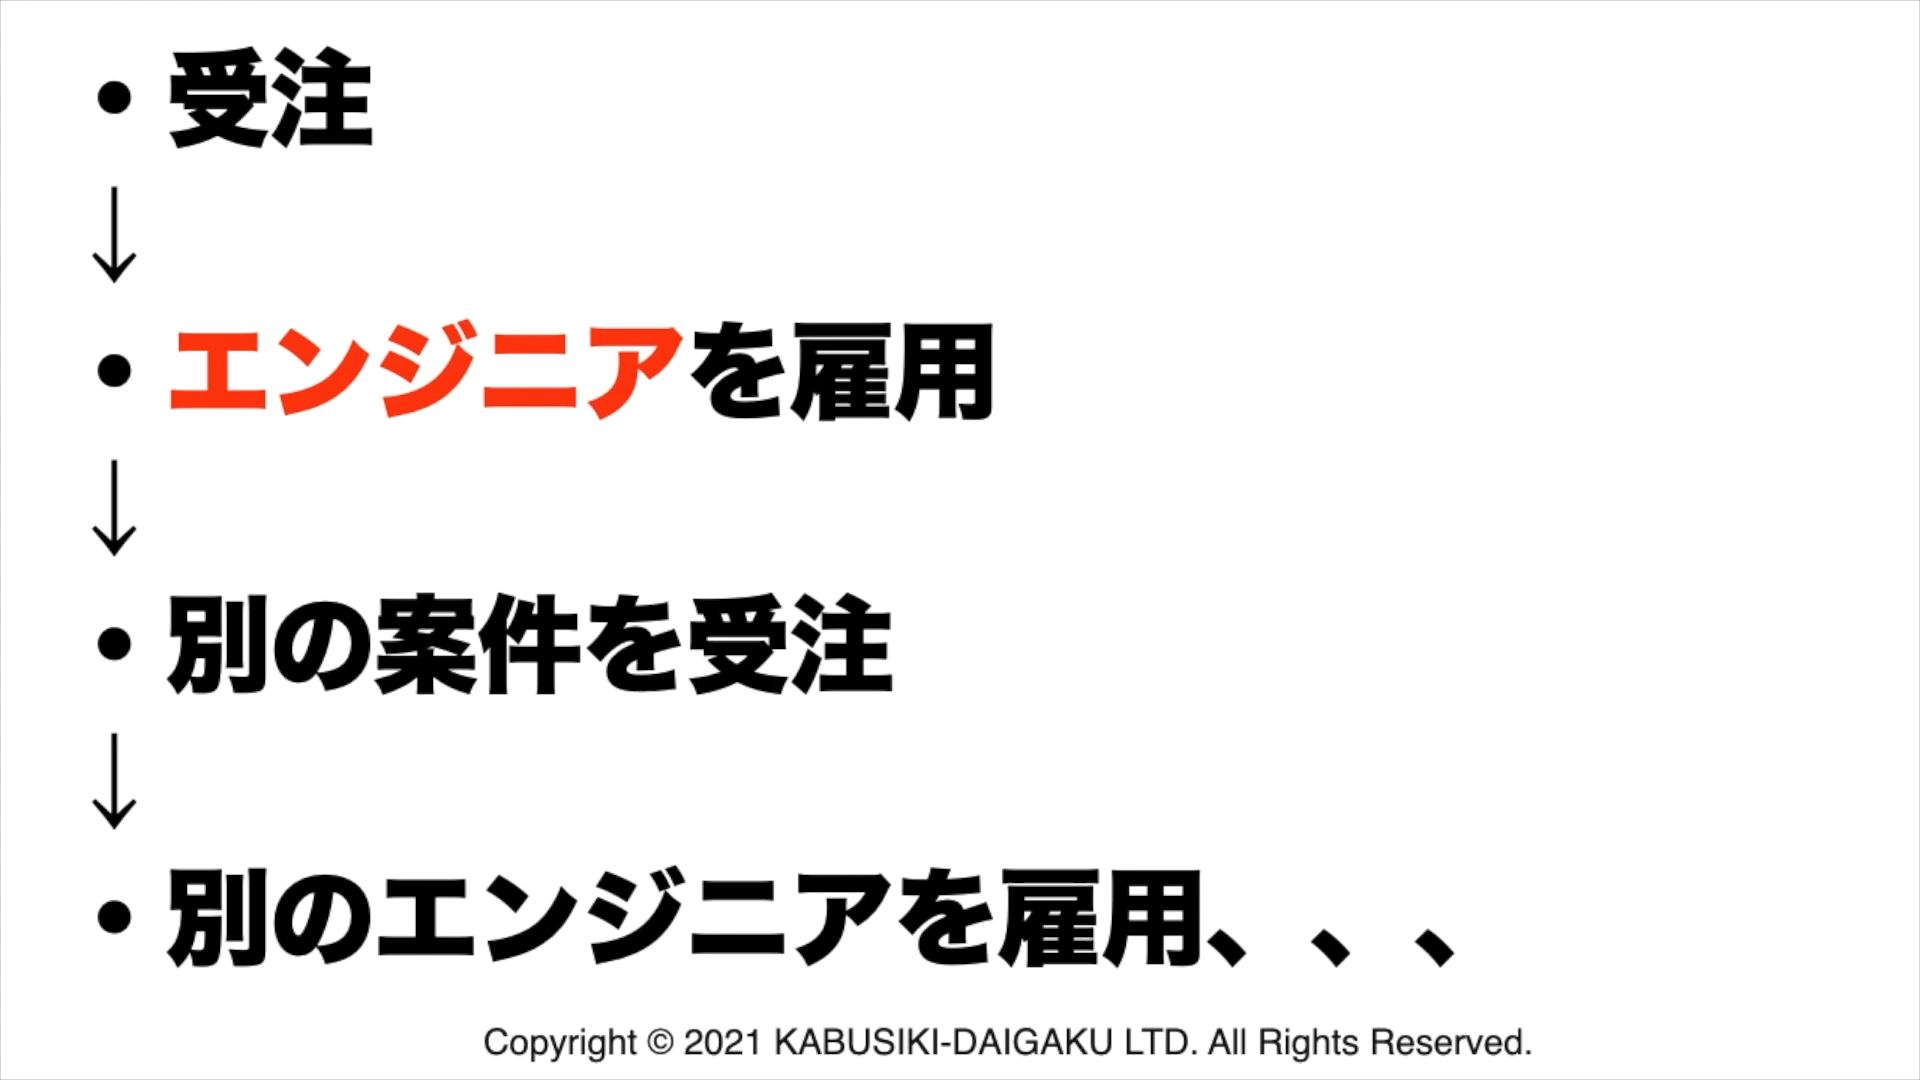 • 受注
↓
• エンジニアを雇用
↓
• 別の案件を受注
↓
• 別のエンジニアを雇用、、、
Copyright © 2021 KABUSIKI-DAIGAKU LTD. All Rights Reserved.